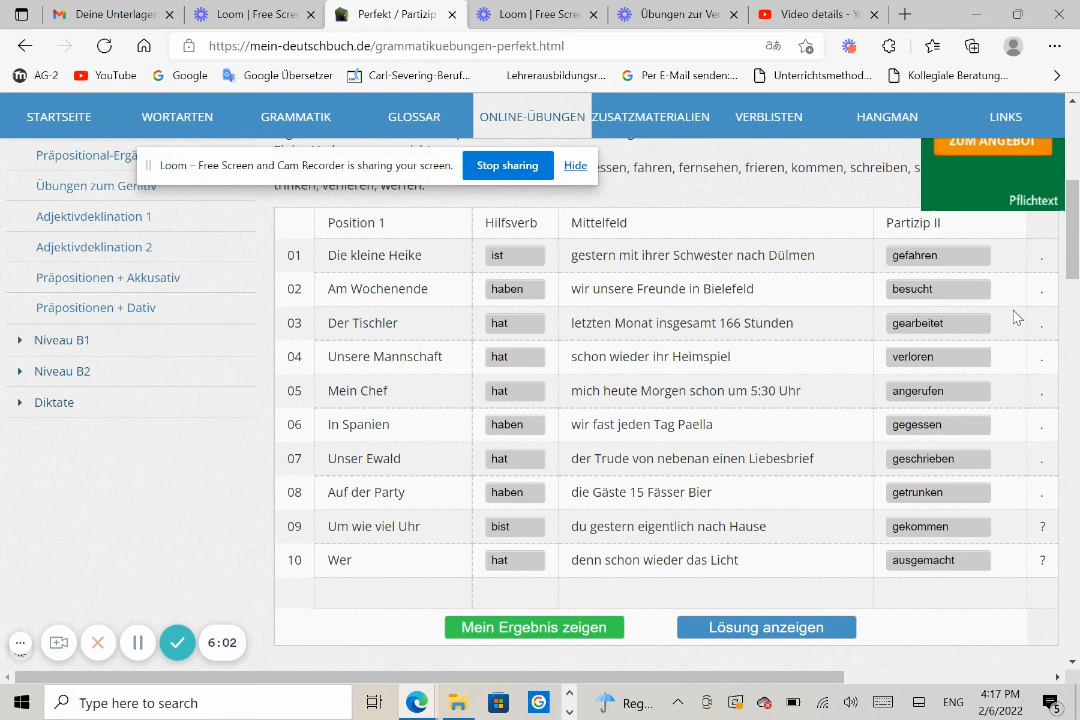 Deine Unterlager
Loom | Free Scre
Perfekt / Partizip
Loom | Free Scre
Übungen zur Ve
Video details - Y
https://mein-deutschbuch.de/grammatikuebungen-perfekt.html
AG-2 YouTube Google Google Übersetzer Carl-Severing-Beruf... Lehrerausbildungsr... Per E-Mail senden:... Unterrichtsmethod... Kollegiale Beratung...
STARTSEITE WORTARTEN GRAMMATIK GLOSSAR ONLINE-ÜBUNGEN ZUSATZMATERIALIEN VERBLISTEN HANGMAN LINKS
ZUM ANGEBOT
Pflichtext
Präpositional-Ergä
Übungen zum Genitiv
Adjektivdeklination 1
Adjektivdeklination 2
Präpositionen + Akkusativ
Präpositionen + Dativ
Niveau B1
Niveau B2
Diktate
Loom – Free Screen and Cam Recorder is sharing your screen. Stop sharing Hide
essen, fahren, fernsehen, frieren, kommen, schreiben, s
trinken, verlieren, werfen.
Position 1 Hilfsverb Mittelfeld Partizip II
01 Die kleine Heike ist gestern mit ihrer Schwester nach Dülmen gefahren .
02 Am Wochenende haben wir unsere Freunde in Bielefeld besucht .
03 Der Tischler hat letzten Monat insgesamt 166 Stunden gearbeitet .
04 Unsere Mannschaft hat schon wieder ihr Heimspiel verloren .
05 Mein Chef hat mich heute Morgen schon um 5:30 Uhr angerufen .
06 In Spanien haben wir fast jeden Tag Paella gegessen .
07 Unser Ewald hat der Trude von nebenan einen Liebesbrief geschrieben .
08 Auf der Party haben die Gäste 15 Fässer Bier getrunken .
09 Um wie viel Uhr bist du gestern eigentlich nach Hause gekommen ?
10 Wer hat denn schon wieder das Licht ausgemacht ?
Mein Ergebnis zeigen Lösung anzeigen
6:02
Type here to search
Reg...
ENG
4:17 PM
2/6/2022
5